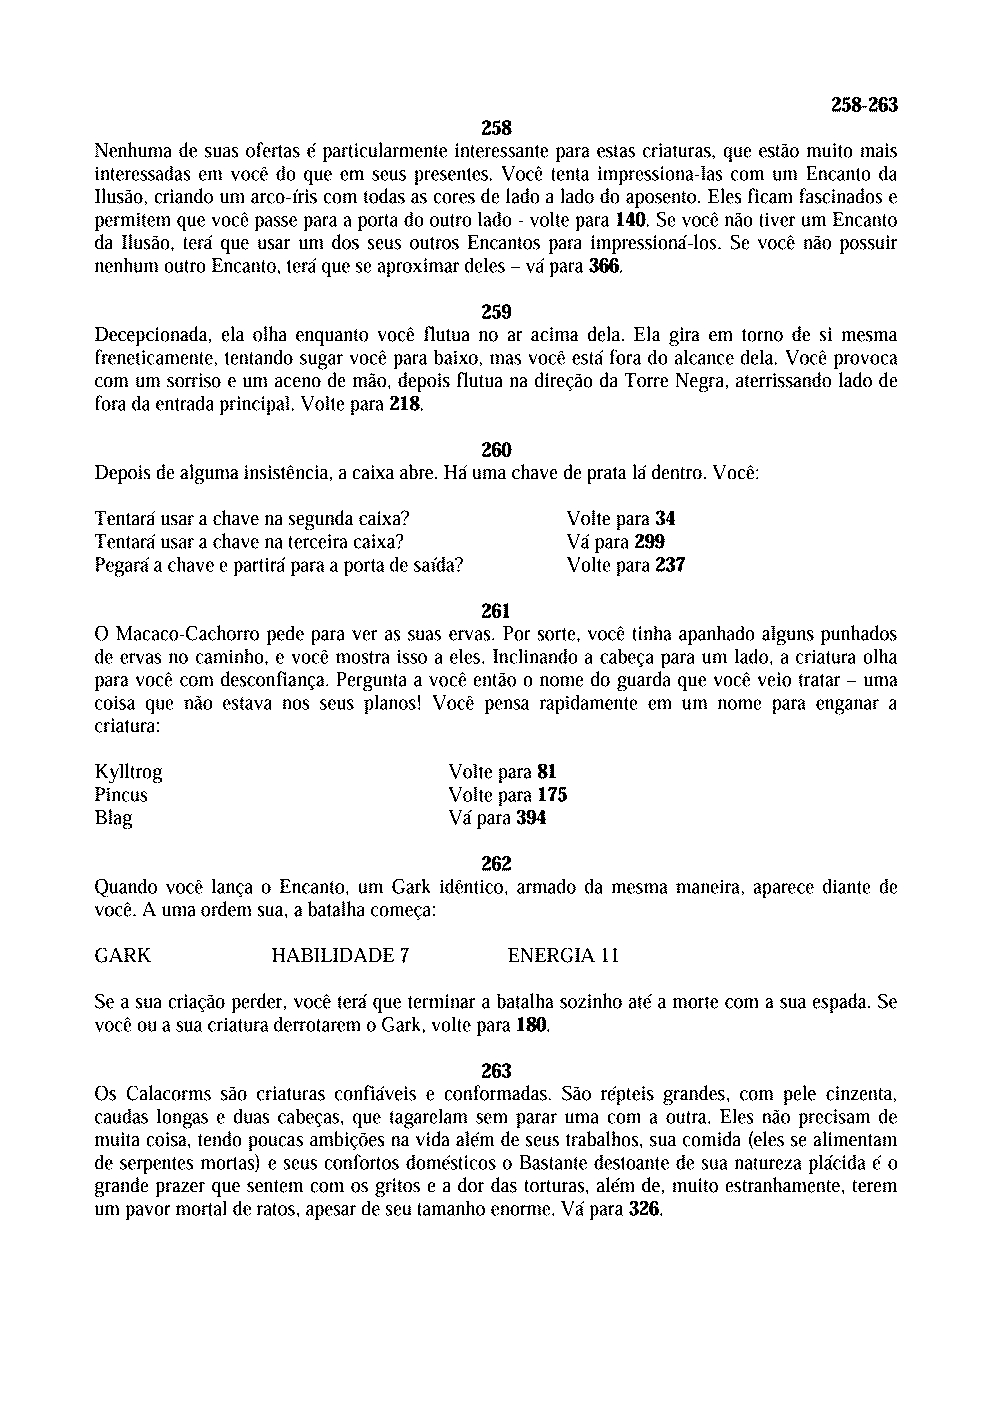 258-263
258
Nenhuma de suas ofertas é particularmente interessante para estas criaturas, que estão muito mais
interessadas em você do que em seus presentes. Você tenta impressiona-las com um Encanto da
Ilusão, criando um arco-íris com todas as cores de lado a lado do aposento. Eles ficam fascinados e
permitem que você passe para a porta do outro lado - volte para 140. Se você não tiver um Encanto
da Ilusão, terá que usar um dos seus outros Encantos para impressioná-los. Se você não possuir
nenhum outro Encanto, terá que se aproximar deles – vá para 366.
259
Decepcionada, ela olha enquanto você flutua no ar acima dela. Ela gira em torno de si mesma
freneticamente, tentando sugar você para baixo, mas você está fora do alcance dela. Você provoca
com um sorriso e um aceno de mão, depois flutua na direção da Torre Negra, aterrissando lado de
fora da entrada principal. Volte para 218.
260
Depois de alguma insistência, a caixa abre. Há uma chave de prata lá dentro. Você:
Tentará usar a chave na segunda caixa? Volte para 34
Tentará usar a chave na terceira caixa? Vá para 299
Pegará a chave e partirá para a porta de saída? Volte para 237
261
O Macaco-Cachorro pede para ver as suas ervas. Por sorte, você tinha apanhado alguns punhados
de ervas no caminho, e você mostra isso a eles. Inclinando a cabeça para um lado, a criatura olha
para você com desconfiança. Pergunta a você então o nome do guarda que você veio tratar – uma
coisa que não estava nos seus planos! Você pensa rapidamente em um nome para enganar a
criatura:
Kylltrog Volte para 81
Pincus Volte para 175
Blag Vá para 394
262
Quando você lança o Encanto, um Gark idêntico, armado da mesma maneira, aparece diante de
você. A uma ordem sua, a batalha começa:
GARK HABILIDADE 7 ENERGIA 11
Se a sua criação perder, você terá que terminar a batalha sozinho até a morte com a sua espada. Se
você ou a sua criatura derrotarem o Gark, volte para 180.
263
Os Calacorms são criaturas confiáveis e conformadas. São répteis grandes, com pele cinzenta,
caudas longas e duas cabeças, que tagarelam sem parar uma com a outra. Eles não precisam de
muita coisa, tendo poucas ambições na vida além de seus trabalhos, sua comida (eles se alimentam
de serpentes mortas) e seus confortos domésticos o Bastante destoante de sua natureza plácida é o
grande prazer que sentem com os gritos e a dor das torturas, além de, muito estranhamente, terem
um pavor mortal de ratos, apesar de seu tamanho enorme. Vá para 326.